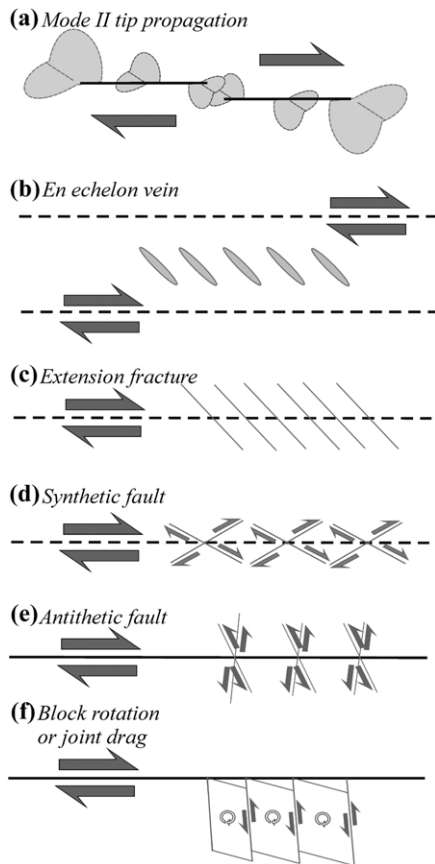 (a) Mode II tip propagation
(b) En echelon vein
(c) Extension fracture
(d) Synthetic fault
(e) Antithetic fault
(f) Block rotation
or joint drag